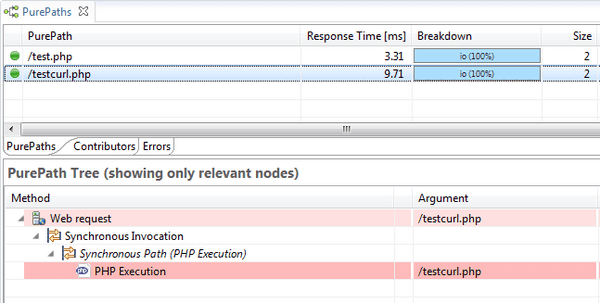 PurePaths
PurePath Response Time [ms] Breakdown Size
/test.php 3.31 io (100%) 2
/testcurl.php 9.71 io (100%) 2
PurePaths Contributors Errors
PurePath Tree (showing only relevant nodes)
Method Argument
Web request /testcurl.php
Synchronous Invocation
Synchronous Path (PHP Execution)
php PHP Execution /testcurl.php